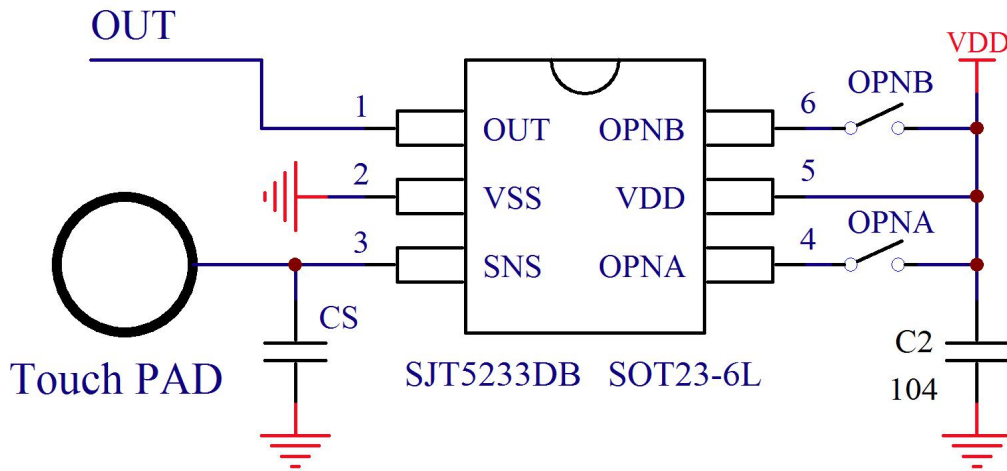 OUT
VDD
1
OUT
OPNB
6
OPNB
2
VSS
VDD
5
3
SNS
OPNA
4
OPNA
CS
C2
104
Touch PAD
SJT5233DB SOT23-6L